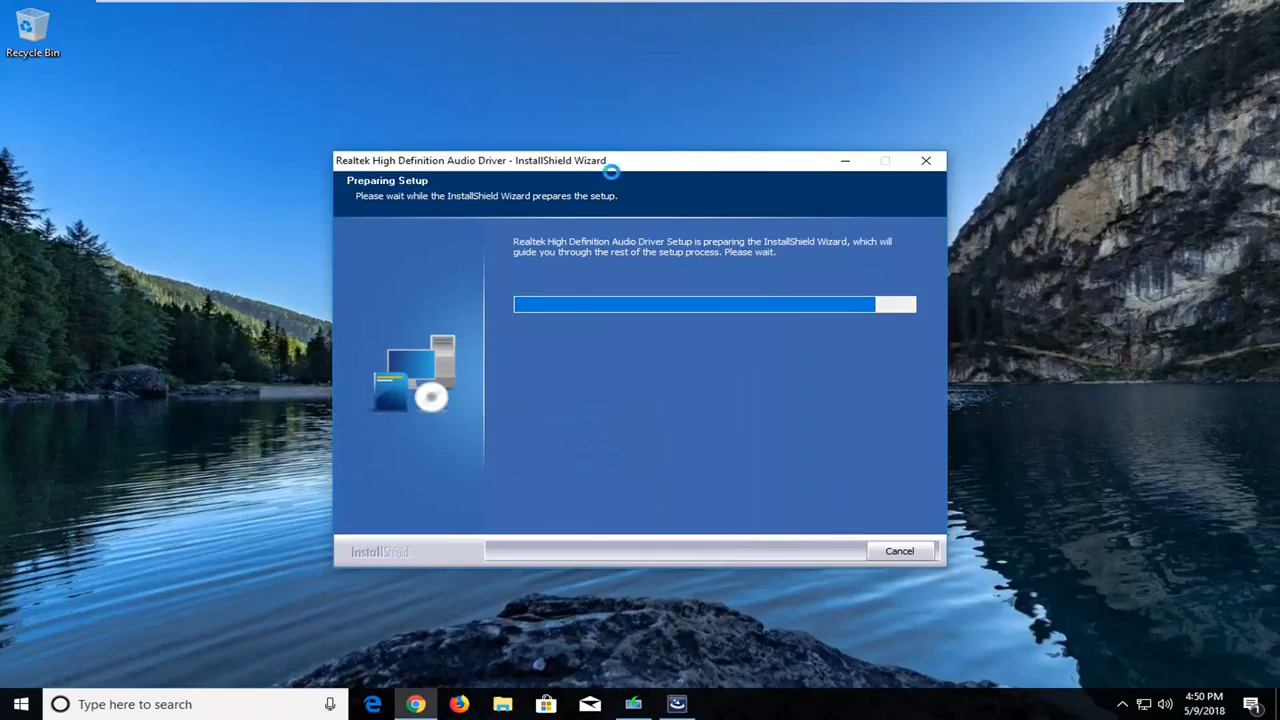 Recycle Bin
Realtek High Definition Audio Driver - InstallShield Wizard
Preparing Setup
Please wait while the InstallShield Wizard prepares the setup.
Realtek High Definition Audio Driver Setup is preparing the InstallShield Wizard, which will
guide you through the rest of the setup process. Please wait.
InstallShield
Cancel
Type here to search
4:50 PM
5/9/2018
1